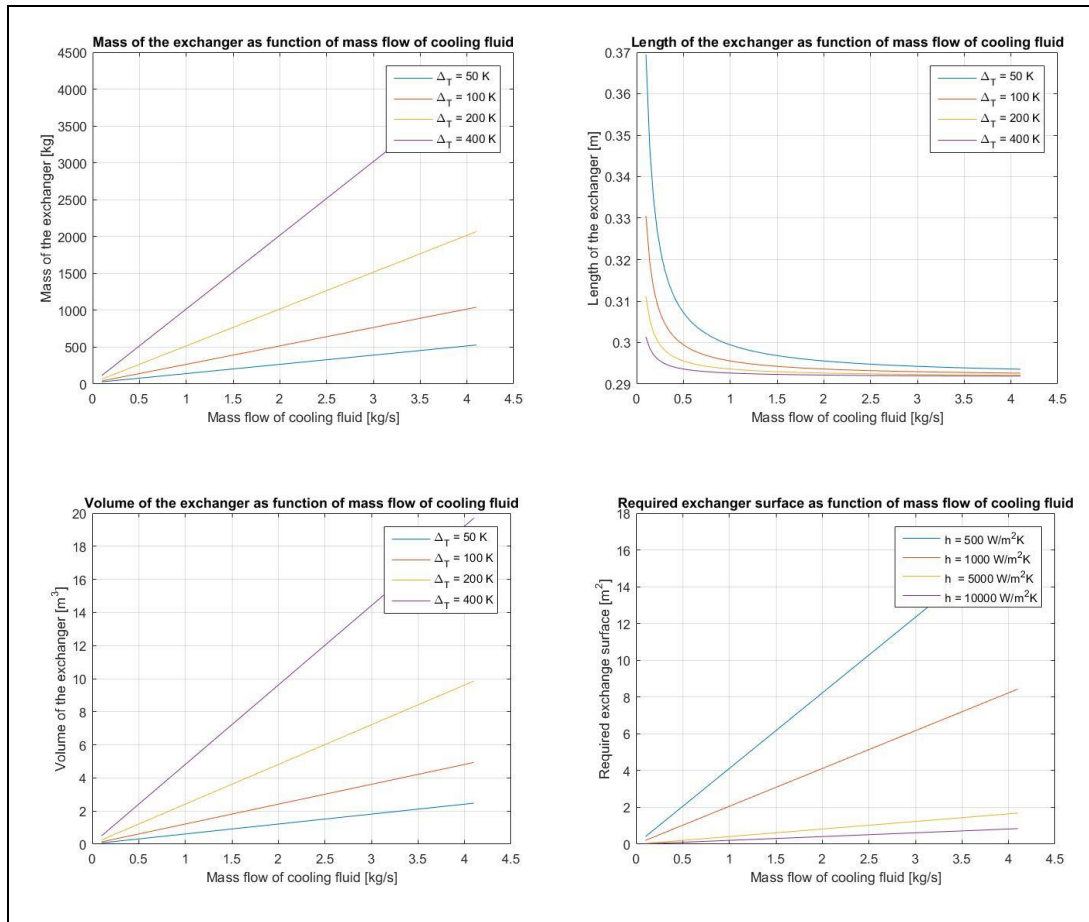 Mass of the exchanger as function of mass flow of cooling fluid
4500
4000
3500
3000
2500
2000
1500
1000
500
0
Mass of the exchanger [kg]
Δ_T = 50 K
Δ_T = 100 K
Δ_T = 200 K
Δ_T = 400 K
0 0.5 1 1.5 2 2.5 3 3.5 4 4.5
Mass flow of cooling fluid [kg/s]
Length of the exchanger as function of mass flow of cooling fluid
0.37
0.36
0.35
0.34
0.33
0.32
0.31
0.3
0.29
Length of the exchanger [m]
Δ_T = 50 K
Δ_T = 100 K
Δ_T = 200 K
Δ_T = 400 K
0 0.5 1 1.5 2 2.5 3 3.5 4 4.5
Mass flow of cooling fluid [kg/s]
Volume of the exchanger as function of mass flow of cooling fluid
20
18
16
14
12
10
8
6
4
2
0
Volume of the exchanger [m³]
Δ_T = 50 K
Δ_T = 100 K
Δ_T = 200 K
Δ_T = 400 K
0 0.5 1 1.5 2 2.5 3 3.5 4 4.5
Mass flow of cooling fluid [kg/s]
Required exchanger surface as function of mass flow of cooling fluid
18
16
14
12
10
8
6
4
2
0
Required exchange surface [m²]
h = 500 W/m²K
h = 1000 W/m²K
h = 5000 W/m²K
h = 10000 W/m²K
0 0.5 1 1.5 2 2.5 3 3.5 4 4.5
Mass flow of cooling fluid [kg/s]